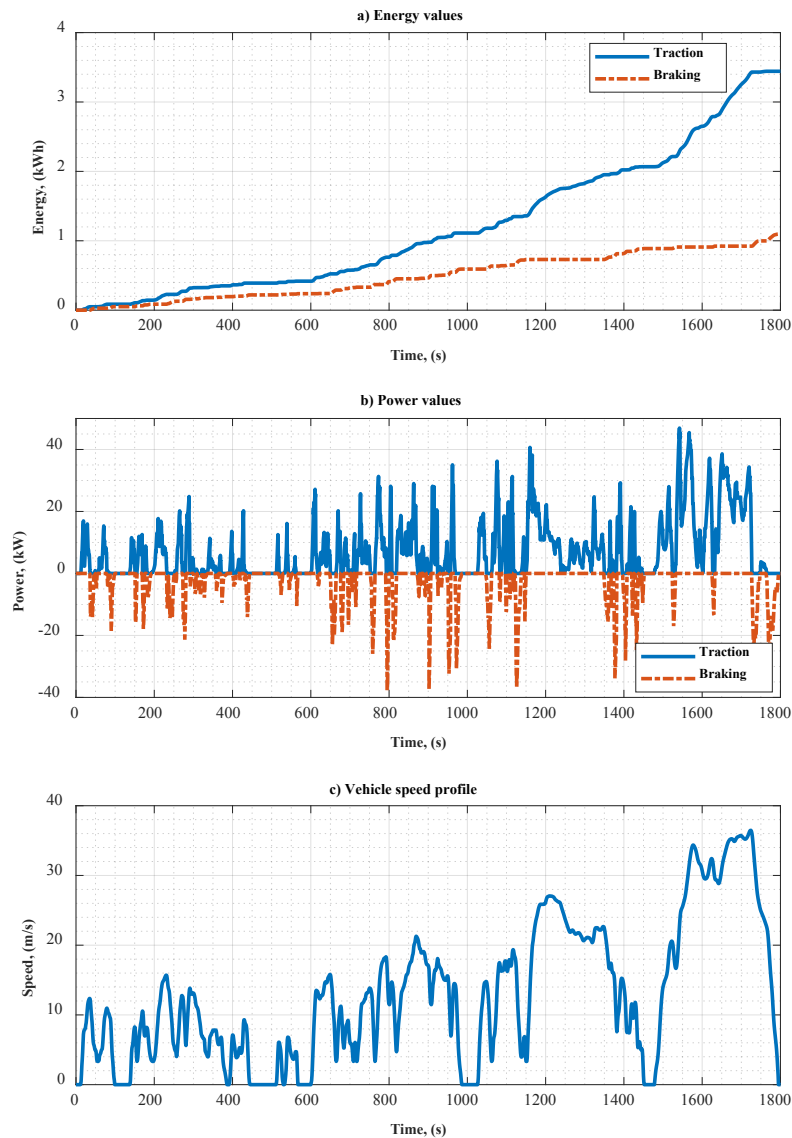 a) Energy values
4
3
2
1
0
Energy, (kWh)
Traction
Braking
0 200 400 600 800 1000 1200 1400 1600 1800
Time, (s)
b) Power values
40
20
0
-20
-40
Power, (kW)
Traction
Braking
0 200 400 600 800 1000 1200 1400 1600 1800
Time, (s)
c) Vehicle speed profile
40
30
20
10
0
Speed, (m/s)
0 200 400 600 800 1000 1200 1400 1600 1800
Time, (s)